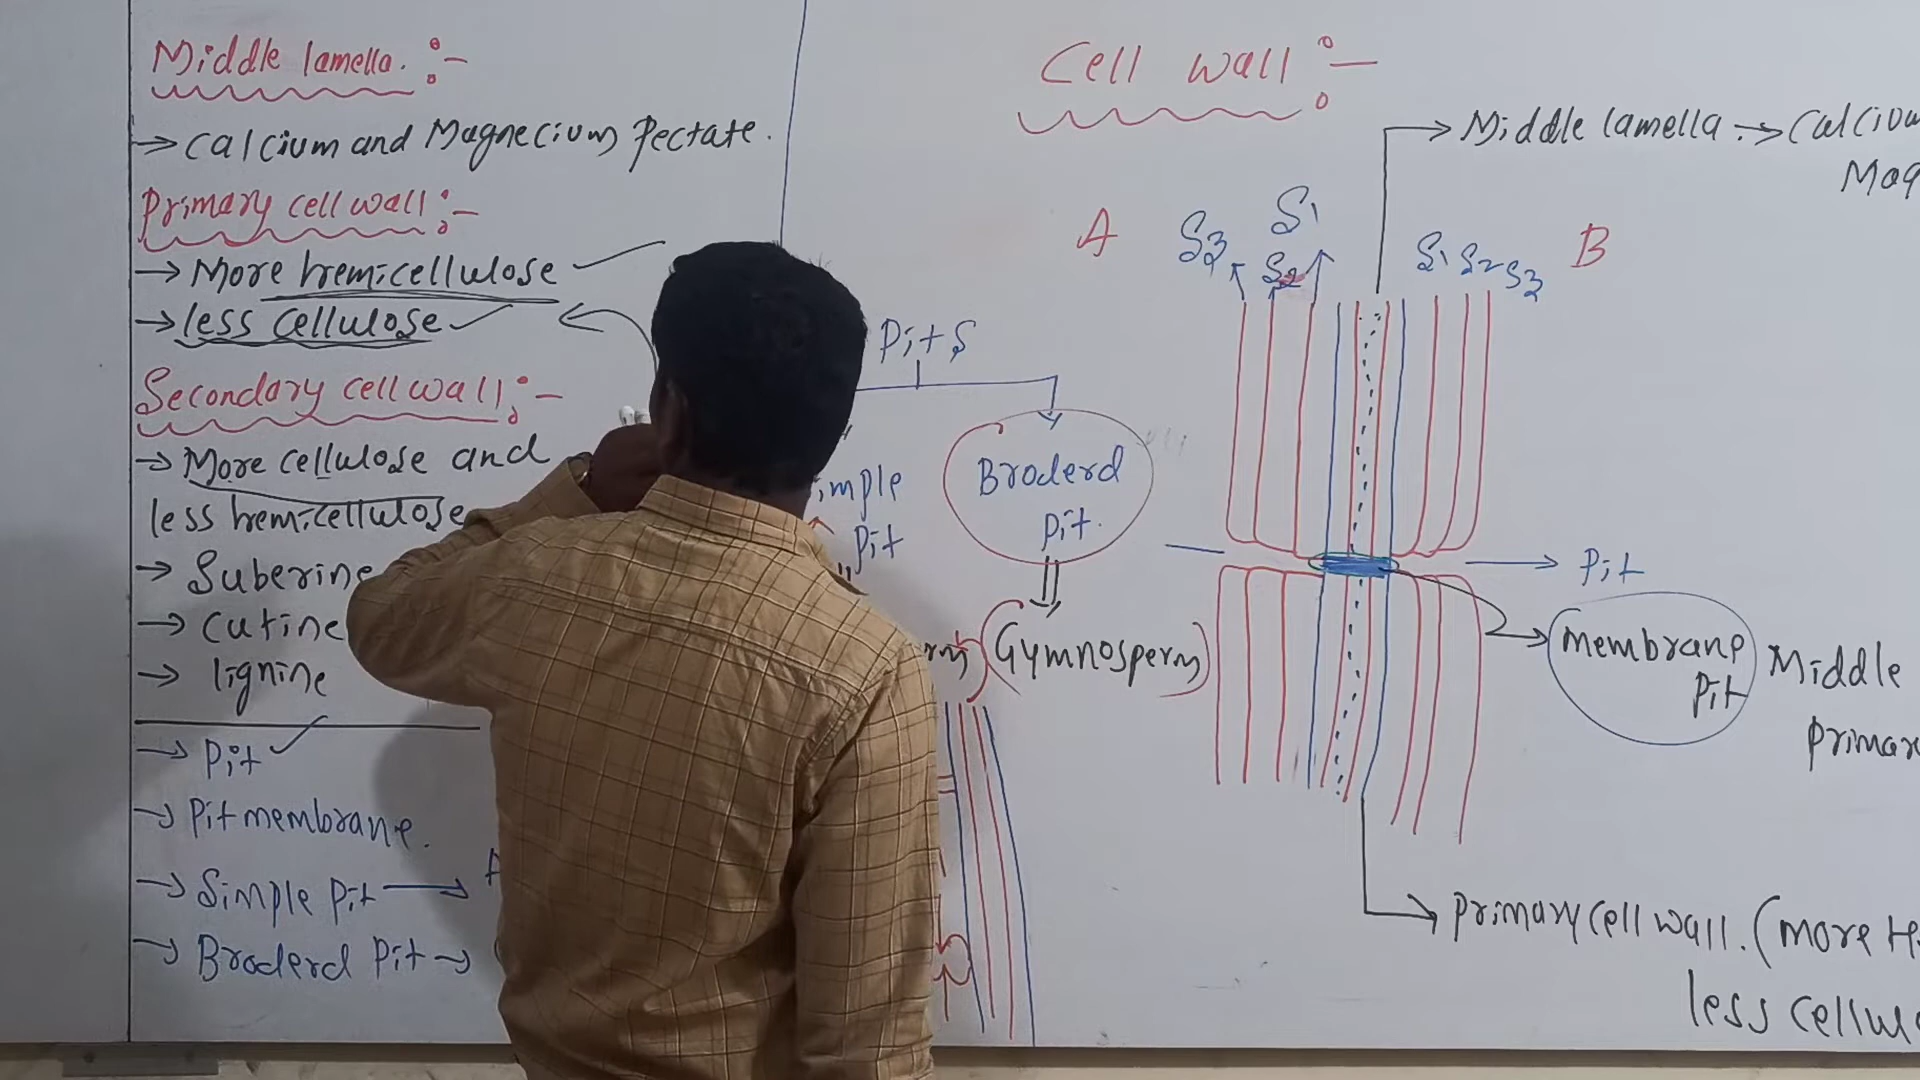 Middle lamella. :-
→ Calcium and Magnecium Pectate.
Primary cell wall :-
→ More hemicellulose
→ less cellulose
Secondary cell wall :-
→ More cellulose and
less hemicellulose
→ Suberine
→ Cutine
→ lignine
→ Pit
→ Pit membrane.
→ Simple Pit →
→ Broderd Pit →
Pits
imple
Pit
Broderd
Pit.
rm)
(Gymnosperm)
Cell wall :-
→ Middle lamella. → Calcium
Mag
A
S3
S1
S2
S1 S2 S3
B
→ Pit
→ Membrane
Pit
Middle
Primar
→ Primary cell wall. (More H
less cellul